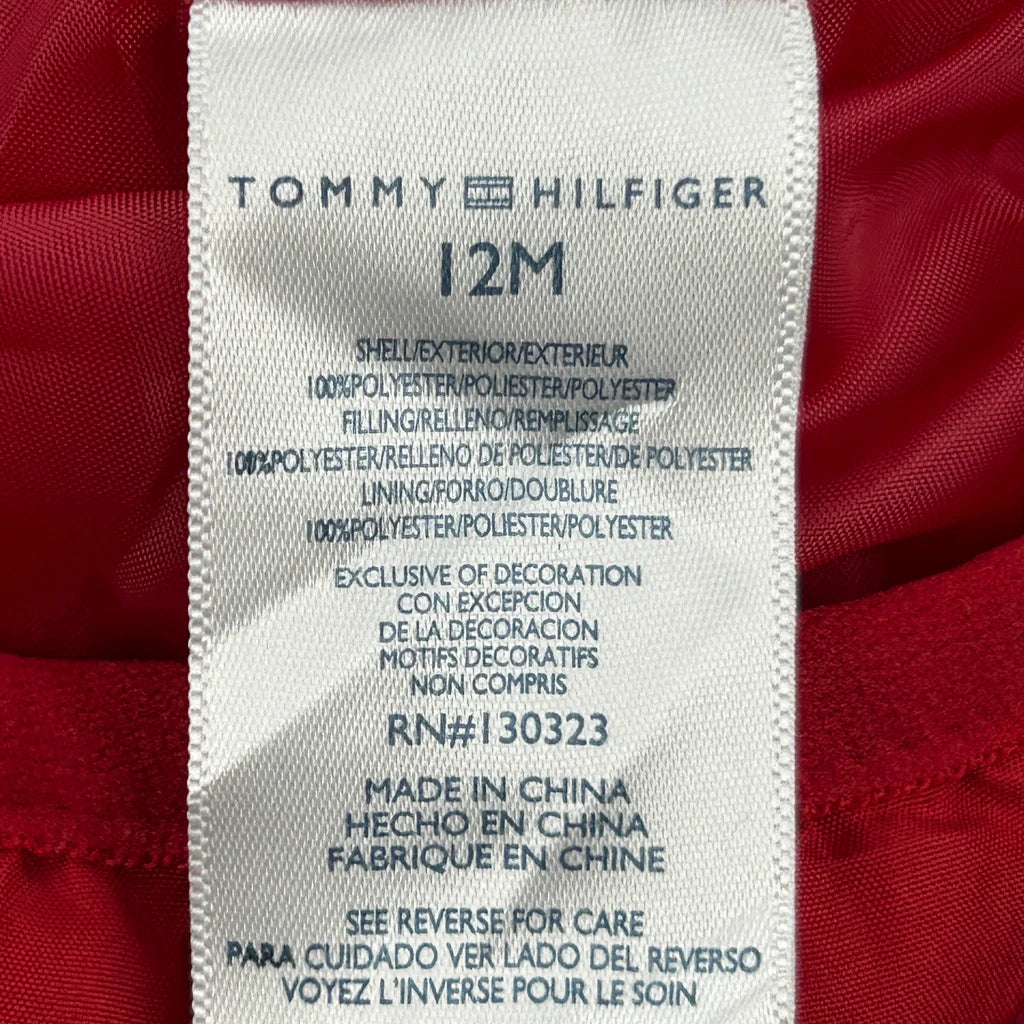 TOMMY HILFIGER
12M
SHELL/EXTERIOR/EXTERIEUR
100%POLYESTER/POLIESTER/POLYESTER
FILLING/RELLENO/REMPLISSAGE
100%POLYESTER/RELLENO DE POLIESTER/DE POLYESTER
LINING/FORRO/DOUBLURE
100%POLYESTER/POLIESTER/POLYESTER
EXCLUSIVE OF DECORATION
CON EXCEPCION
DE LA DECORACION
MOTIFS DECORATIFS
NON COMPRIS
RN#130323
MADE IN CHINA
HECHO EN CHINA
FABRIQUE EN CHINE
SEE REVERSE FOR CARE
PARA CUIDADO VER LADO DEL REVERSO
VOYEZ L'INVERSE POUR LE SOIN